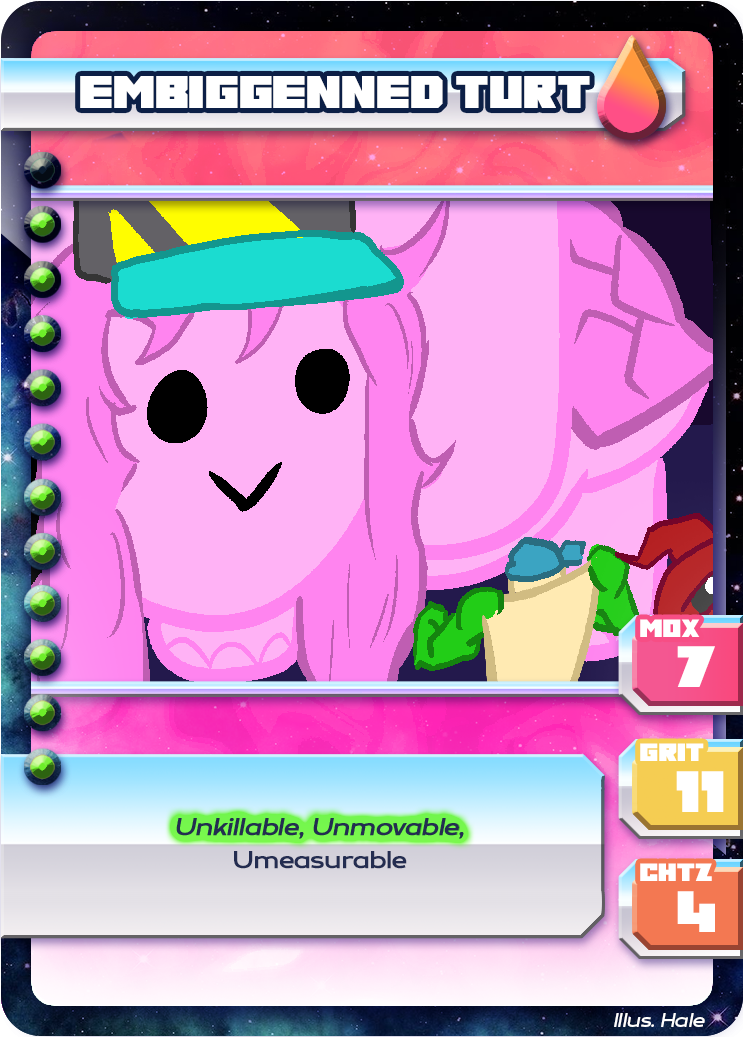 EMBIGGENNED TURT
MOX
7
GRIT
11
CHTZ
4
Unkillable, Unmovable,
Umeasurable
Illus. Hale